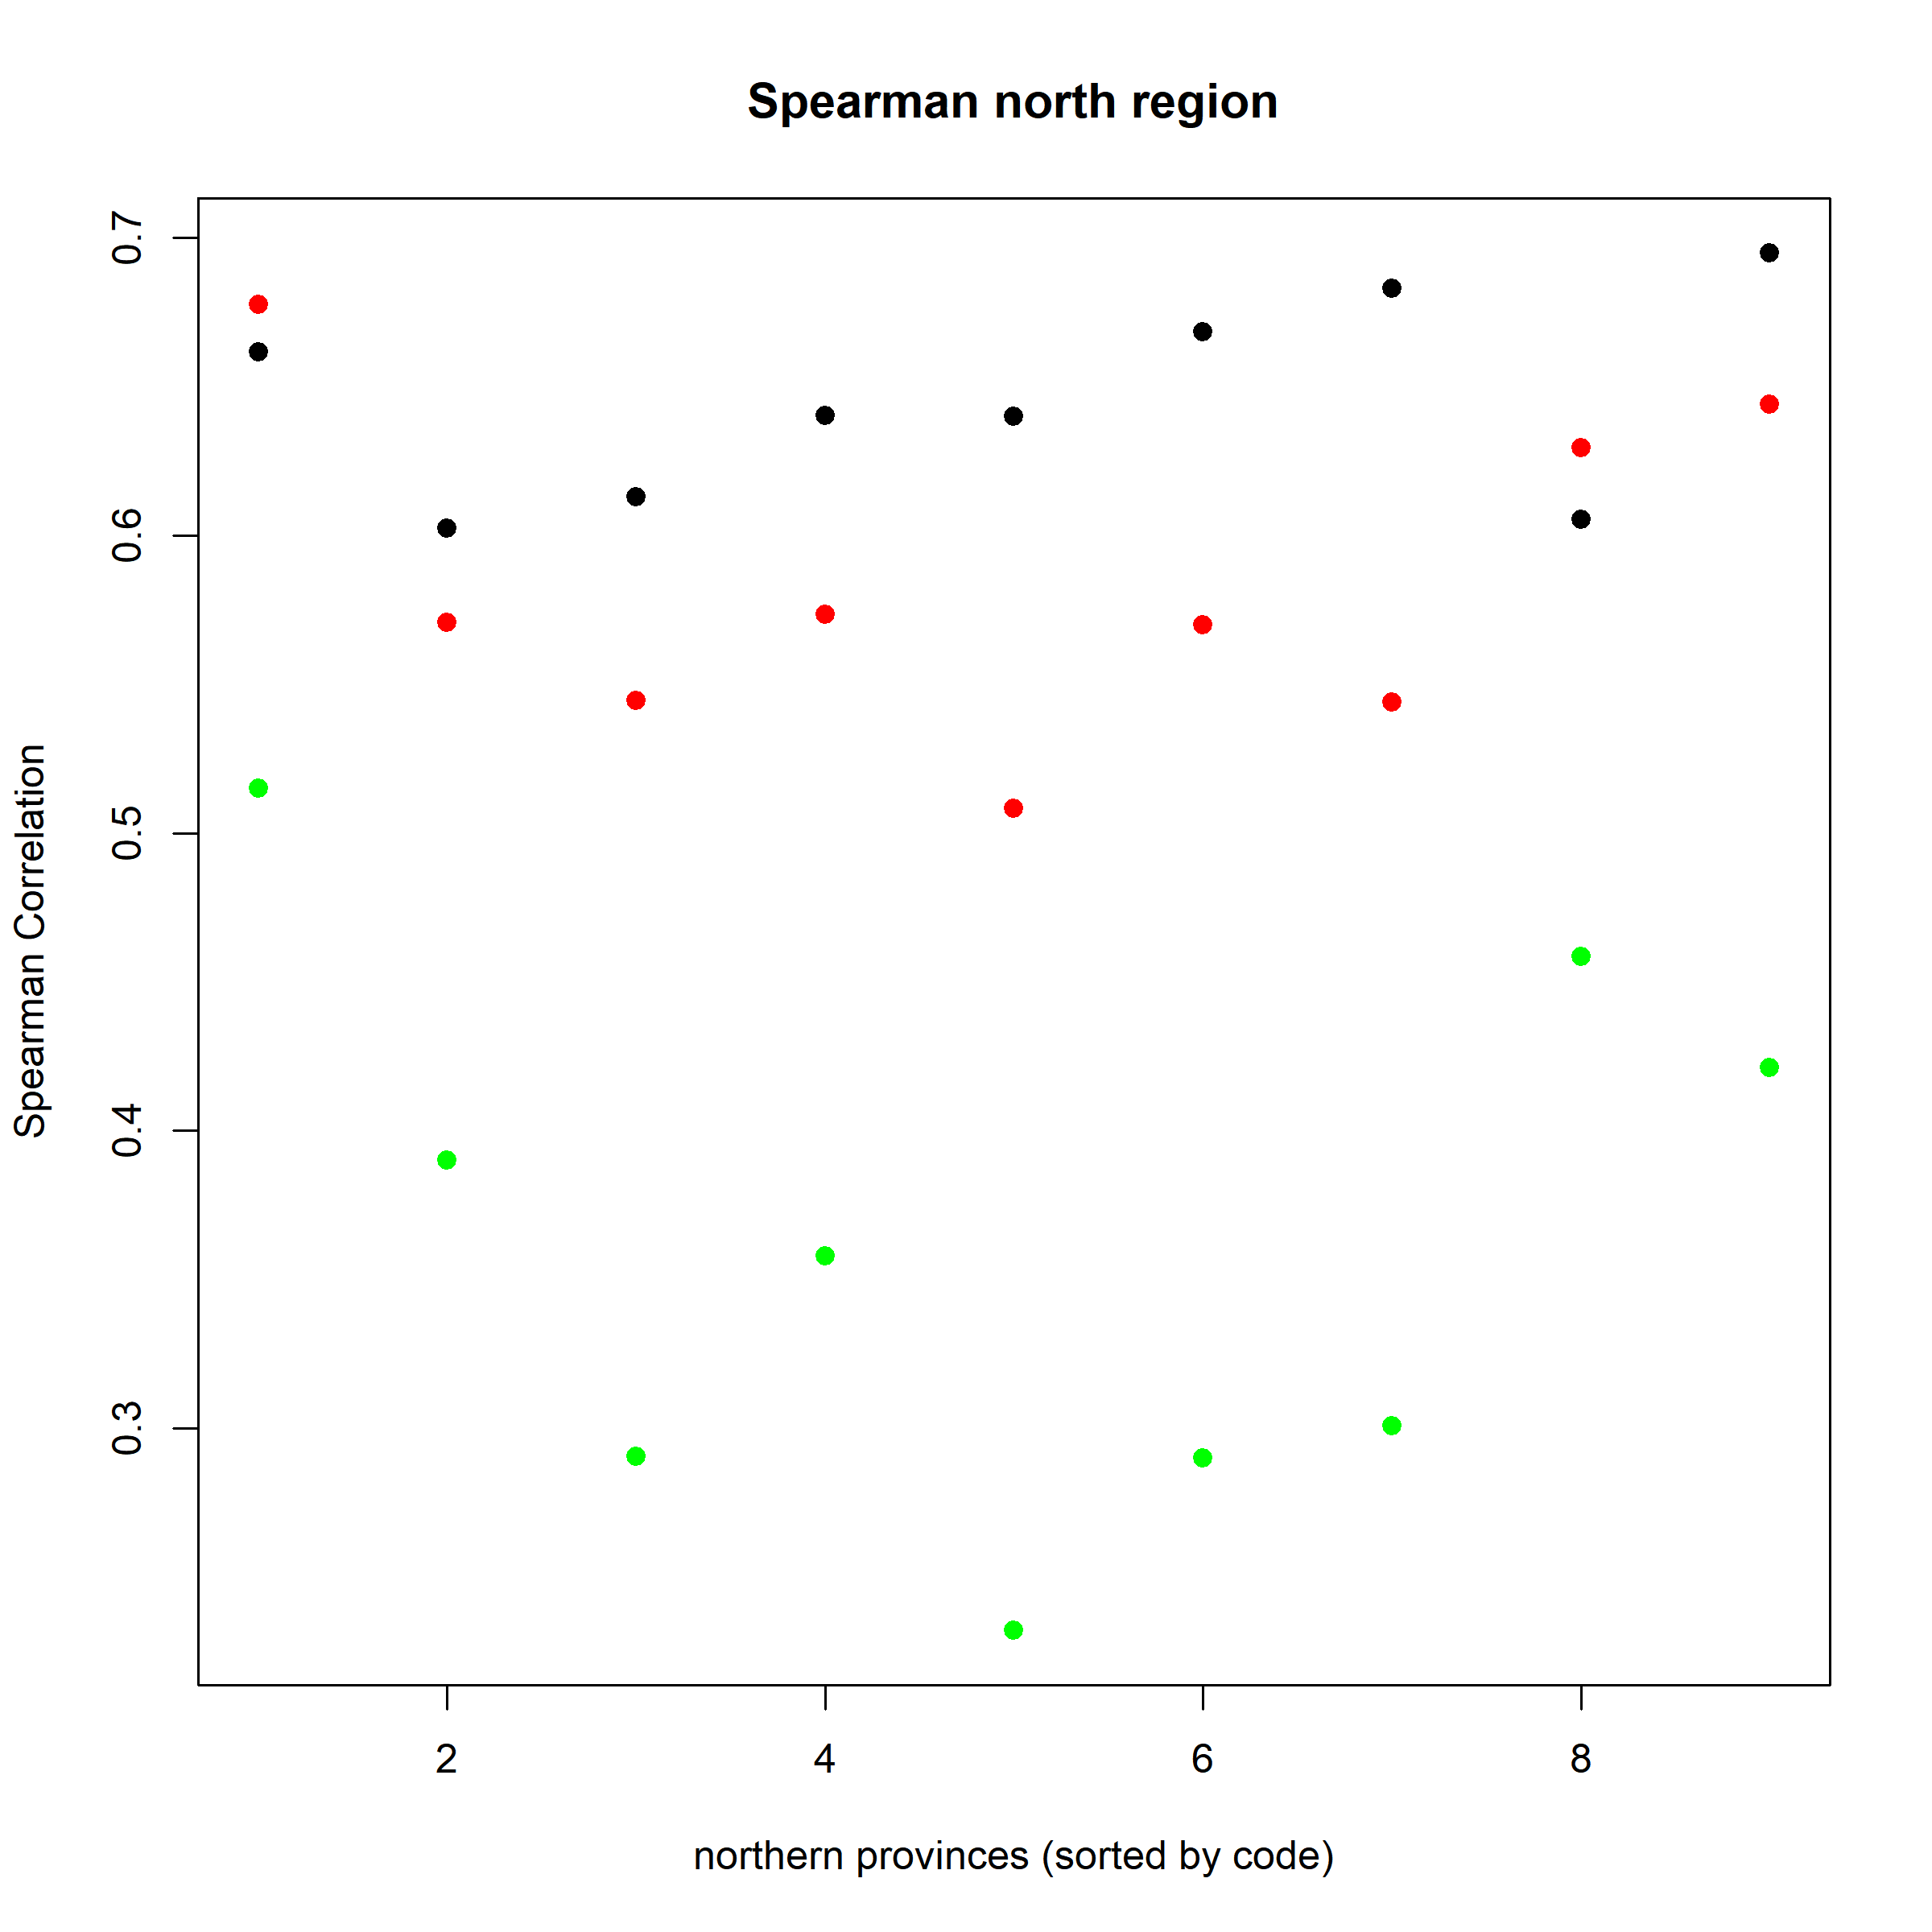 Spearman north region
Spearman Correlation
0.7
0.6
0.5
0.4
0.3
2 4 6 8
northern provinces (sorted by code)